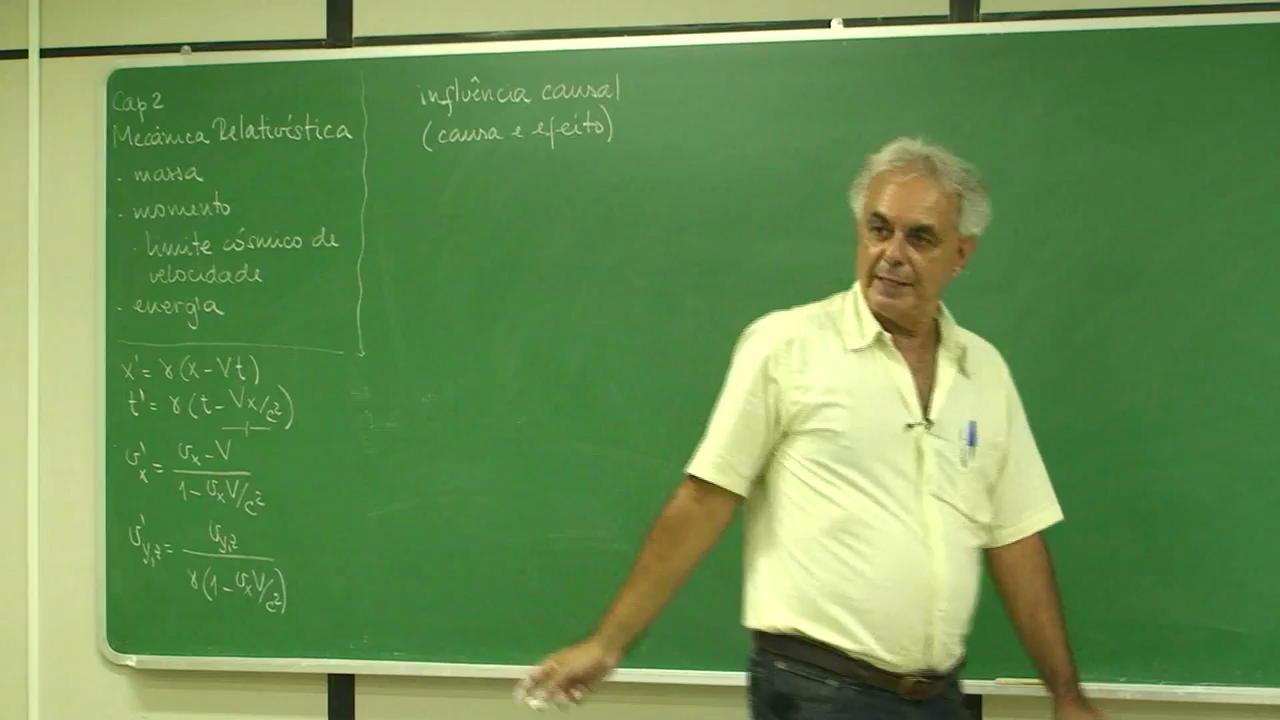 Cap 2
Mecânica Relativística
. massa
. momento
. limite cósmico de
velocidade
. energia
x' = γ(x - Vt)
t' = γ(t - Vx/c²)
v'x = (vx - V) / (1 - vxV/c²)
v'y,z = vy,z / γ(1 - vxV/c²)
influência causal
(causa e efeito)